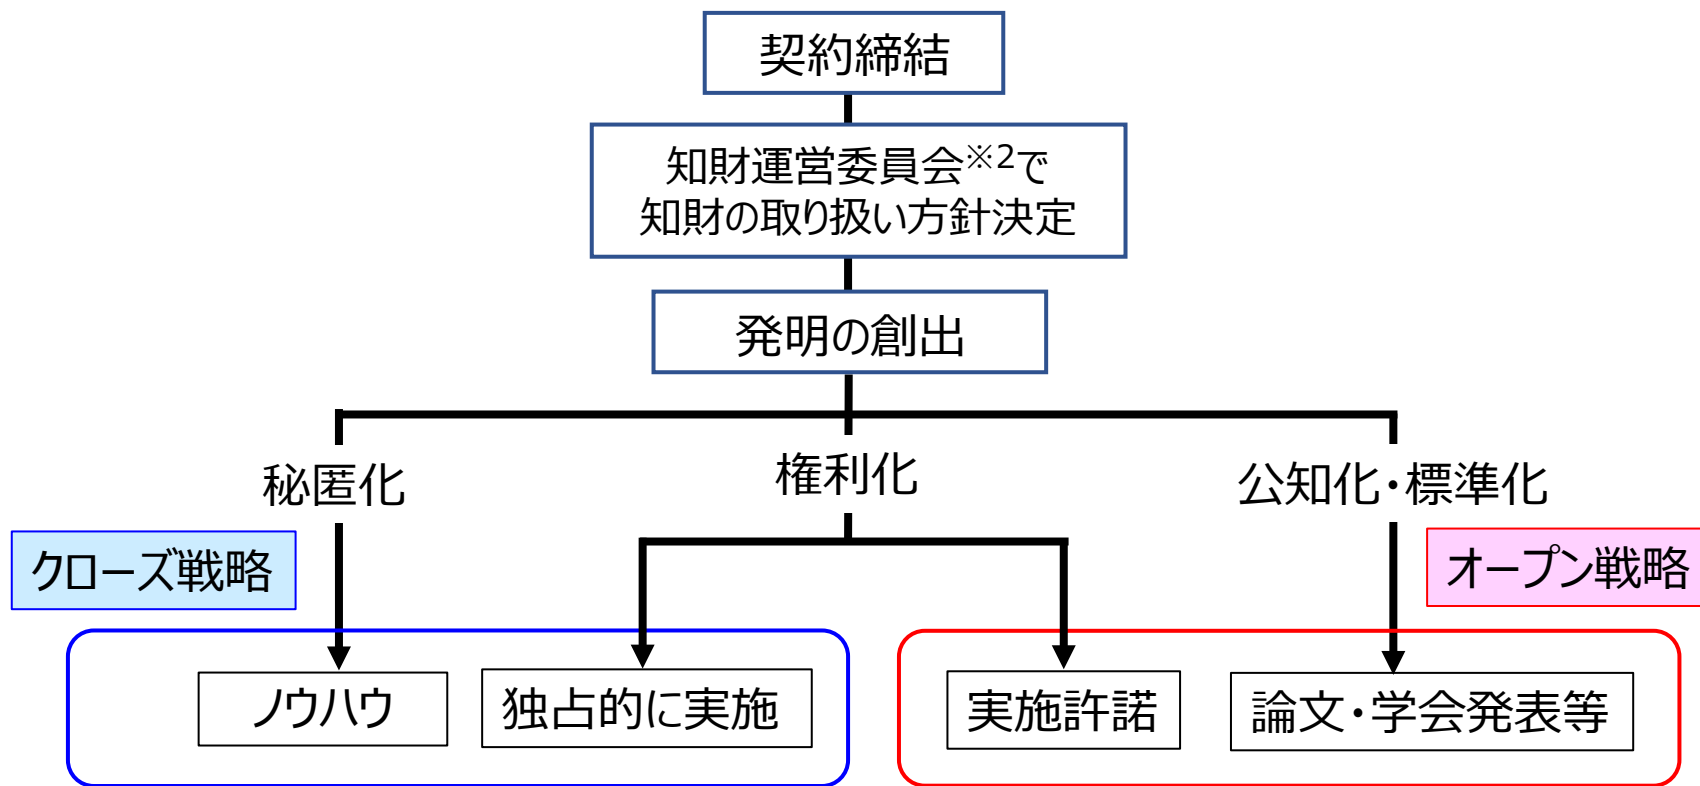 契約締結
知財運営委員会※2で
知財の取り扱い方針決定
発明の創出
秘匿化
権利化
公知化・標準化
クローズ戦略
オープン戦略
ノウハウ
独占的に実施
実施許諾
論文・学会発表等